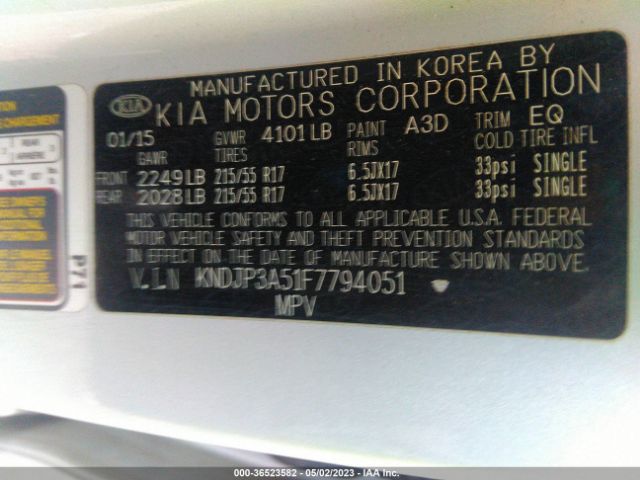 MANUFACTURED IN KOREA BY
KIA KIA MOTORS CORPORATION
01/15 GVWR 4101 LB PAINT A3D TRIM EQ
GAWR TIRES RIMS COLD TIRE INFL
FRONT 2249 LB 215/55 R17 6.5JX17 33psi SINGLE
REAR 2028 LB 215/55 R17 6.5JX17 33psi SINGLE
THIS VEHICLE CONFORMS TO ALL APPLICABLE U.S.A. FEDERAL
MOTOR VEHICLE SAFETY AND THEFT PREVENTION STANDARDS
IN EFFECT ON THE DATE OF MANUFACTURE SHOWN ABOVE.
V.I.N KNDJP3A51F7794051
MPV
REAR
P74
000-36523582 - 05/02/2023 - IAA Inc.